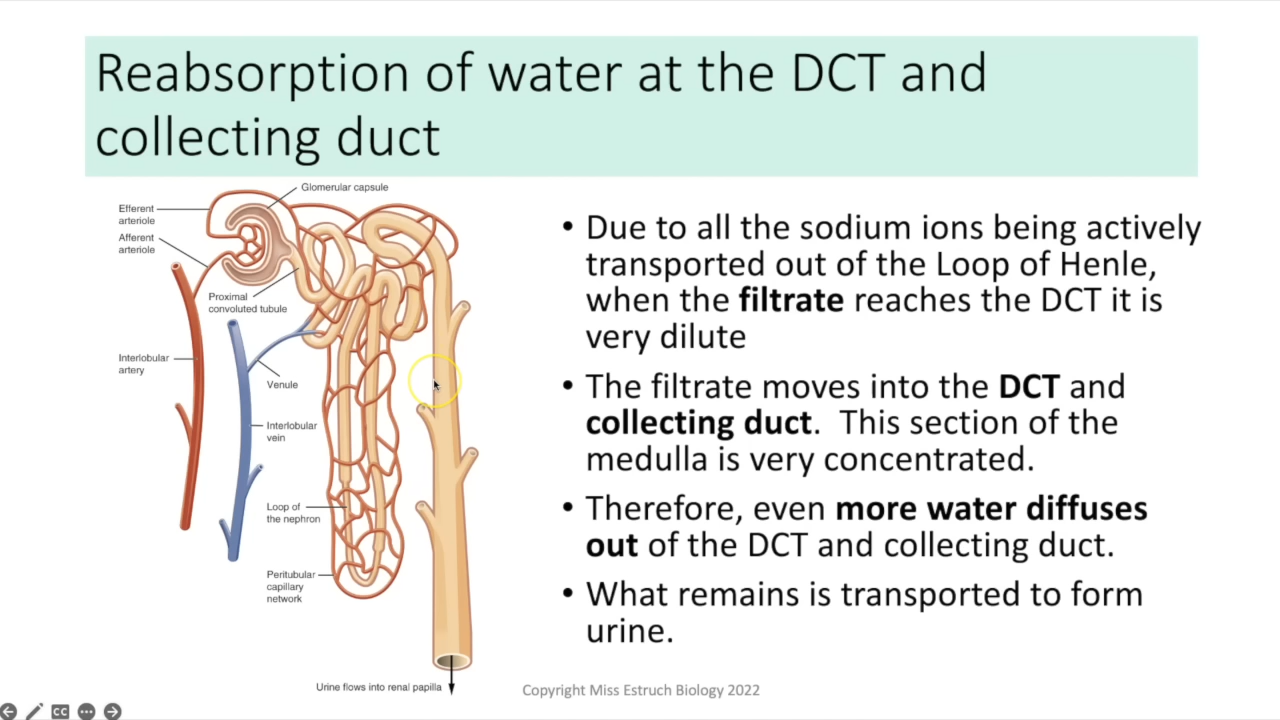 Reabsorption of water at the DCT and
collecting duct
Glomerular capsule
Efferent
arteriole
Afferent
arteriole
Proximal
convoluted tubule
Interlobular
artery
Venule
Interlobular
vein
Loop of
the nephron
Peritubular
capillary
network
Urine flows into renal papilla
• Due to all the sodium ions being actively
transported out of the Loop of Henle,
when the filtrate reaches the DCT it is
very dilute
• The filtrate moves into the DCT and
collecting duct.  This section of the
medulla is very concentrated.
• Therefore, even more water diffuses
out of the DCT and collecting duct.
• What remains is transported to form
urine.
Copyright Miss Estruch Biology 2022
CC